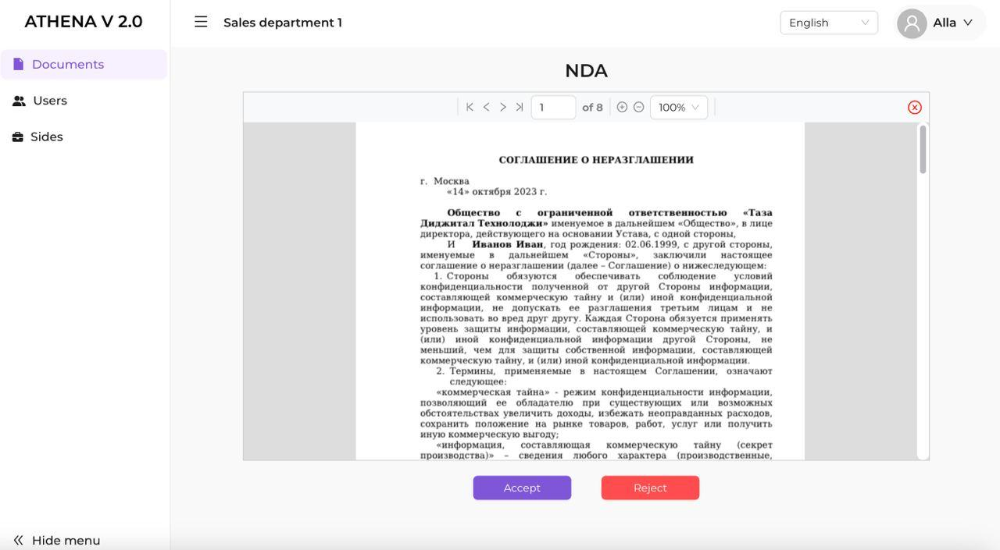 ATHENA V 2.0
Sales department 1
English
Alla
Documents
Users
Sides
NDA
1
of 8
100%
СОГЛАШЕНИЕ О НЕРАЗГЛАШЕНИИ
г. Москва
«14» октября 2023 г.
Общество с ограниченной ответственностью «Таза
Диджитал Технолоджи» именуемое в дальнейшем «Общество», в лице
директора, действующего на основании Устава, с одной стороны,
И Иванов Иван, год рождения: 02.06.1999, с другой стороны,
именуемые в дальнейшем «Стороны», заключили настоящее
соглашение о неразглашении (далее – Соглашение) о нижеследующем:
1. Стороны обязуются обеспечивать соблюдение условий
конфиденциальности полученной от другой Стороны информации,
составляющей коммерческую тайну и (или) иной конфиденциальной
информации, не допускать ее разглашения третьим лицам и не
использовать во вред друг другу. Каждая Сторона обязуется применять
уровень защиты информации, составляющей коммерческую тайну, и
(или) иной конфиденциальной информации другой Стороны, не
меньший, чем для защиты собственной информации, составляющей
коммерческую тайну, и (или) иной конфиденциальной информации.
2. Термины, применяемые в настоящем Соглашении, означают
следующее:
«коммерческая тайна» - режим конфиденциальности информации,
позволяющий ее обладателю при существующих или возможных
обстоятельствах увеличить доходы, избежать неоправданных расходов,
сохранить положение на рынке товаров, работ, услуг или получить
иную коммерческую выгоду;
«информация, составляющая коммерческую тайну (секрет
производства)» – сведения любого характера (производственные,
Accept
Reject
Hide menu